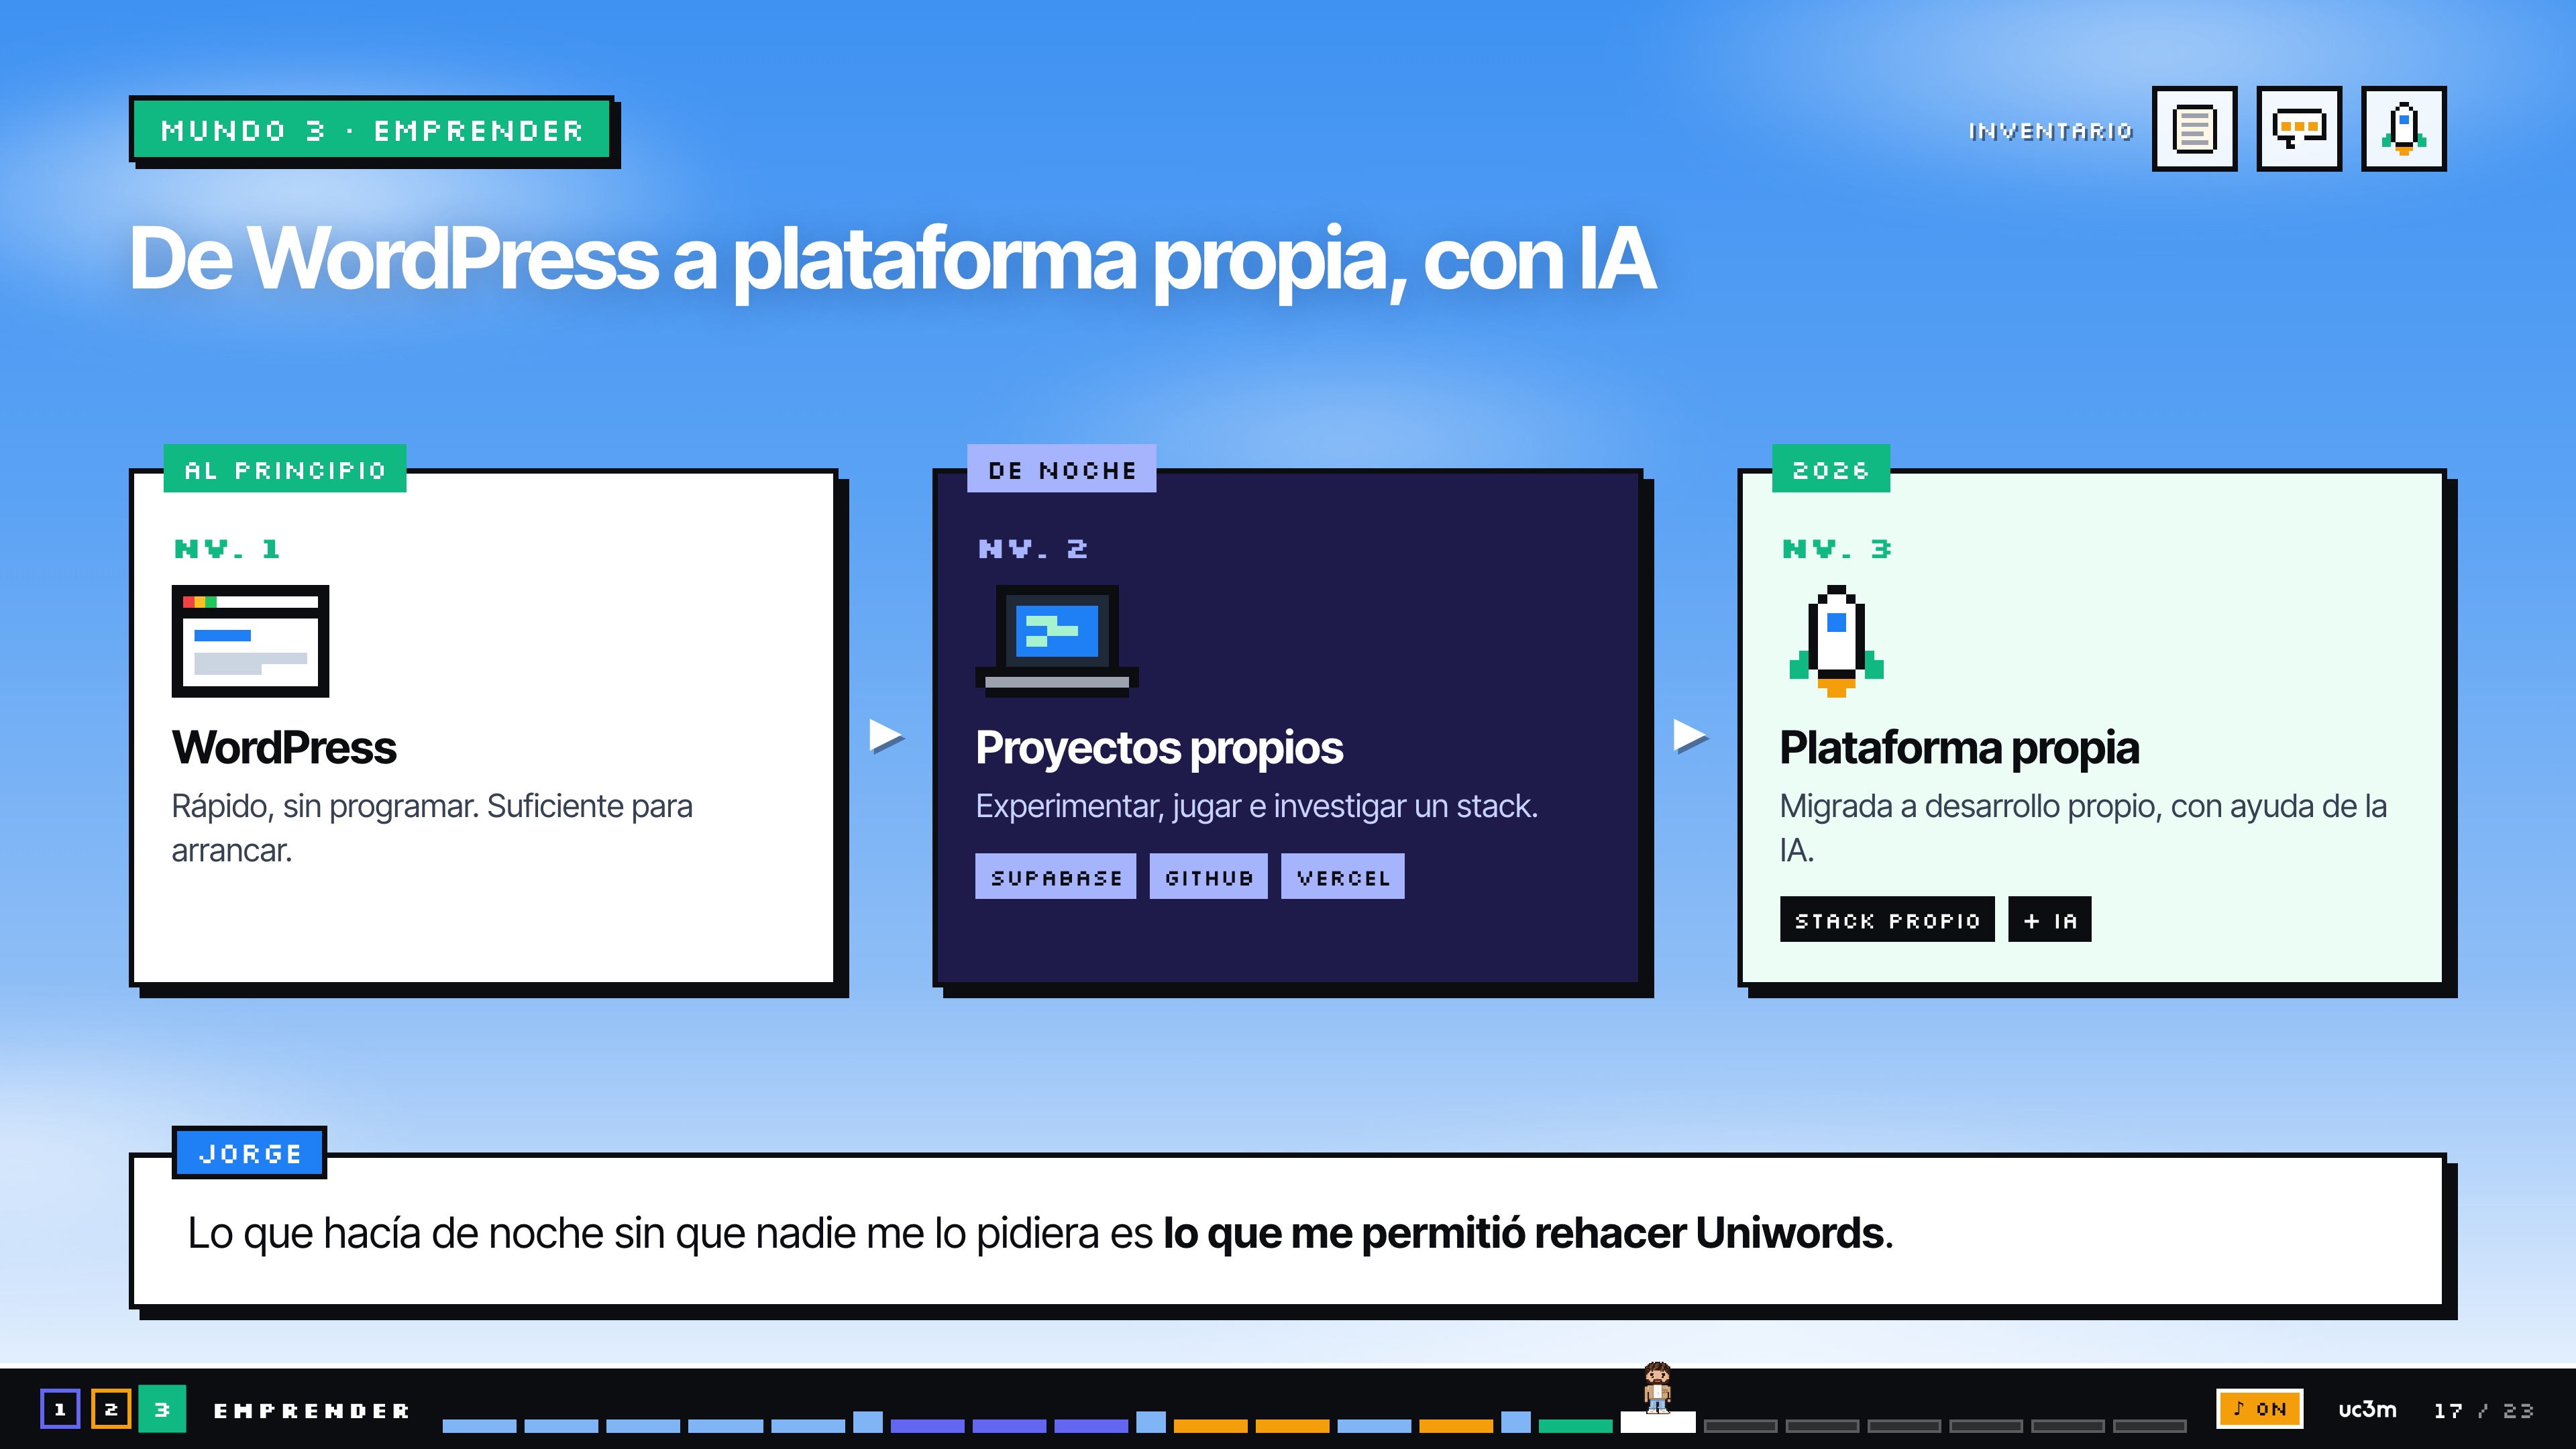 MUNDO 3 · EMPRENDER
INVENTARIO
De WordPress a plataforma propia, con IA
AL PRINCIPIO
NV. 1
WordPress
Rápido, sin programar. Suficiente para
arrancar.
DE NOCHE
NV. 2
Proyectos propios
Experimentar, jugar e investigar un stack.
SUPABASE GITHUB VERCEL
2026
NV. 3
Plataforma propia
Migrada a desarrollo propio, con ayuda de la
IA.
STACK PROPIO + IA
JORGE
Lo que hacía de noche sin que nadie me lo pidiera es lo que me permitió rehacer Uniwords.
1 2 3 EMPRENDER ♪ ON uc3m 17 / 23